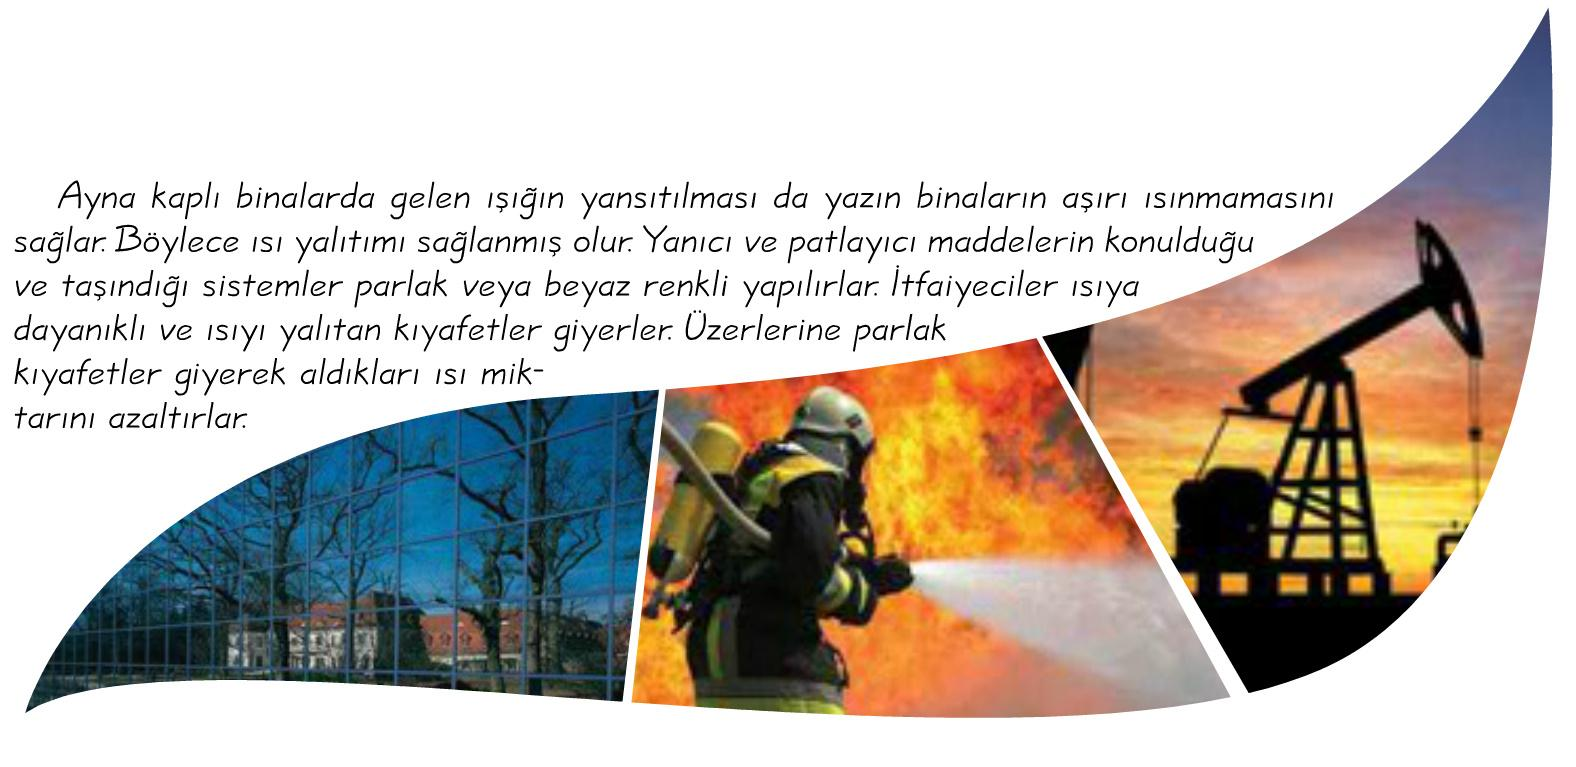 Ayna kaplı binalarda gelen ışığın yansıtılması da yazın binaların aşırı ısınmamasını
sağlar. Böylece ısı yalıtımı sağlanmış olur. Yanıcı ve patlayıcı maddelerin konulduğu
ve taşındığı sistemler parlak veya beyaz renkli yapılırlar. İtfaiyeciler ısıya
dayanıklı ve ısıyı yalıtan kıyafetler giyerler. Üzerlerine parlak
kıyafetler giyerek aldıkları ısı mik-
tarını azaltırlar.